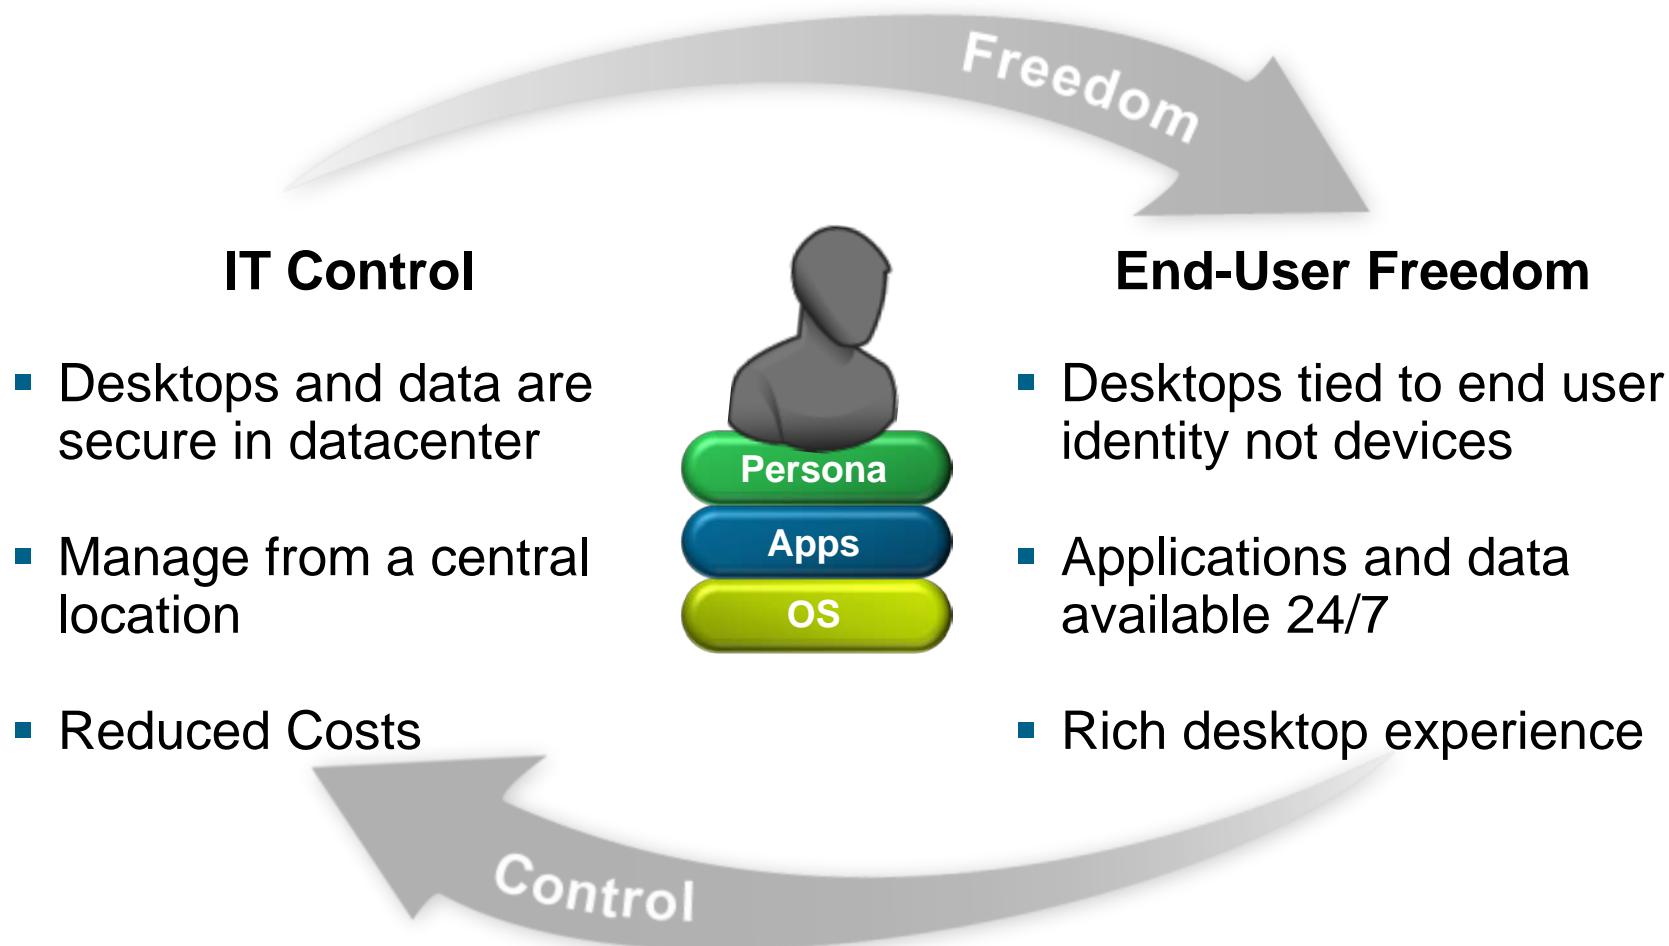 Freedom
IT Control
Desktops and data are
secure in datacenter
Manage from a central
location
Reduced Costs
Persona
Apps
OS
End-User Freedom
Desktops tied to end user
identity not devices
Applications and data
available 24/7
Rich desktop experience
Control